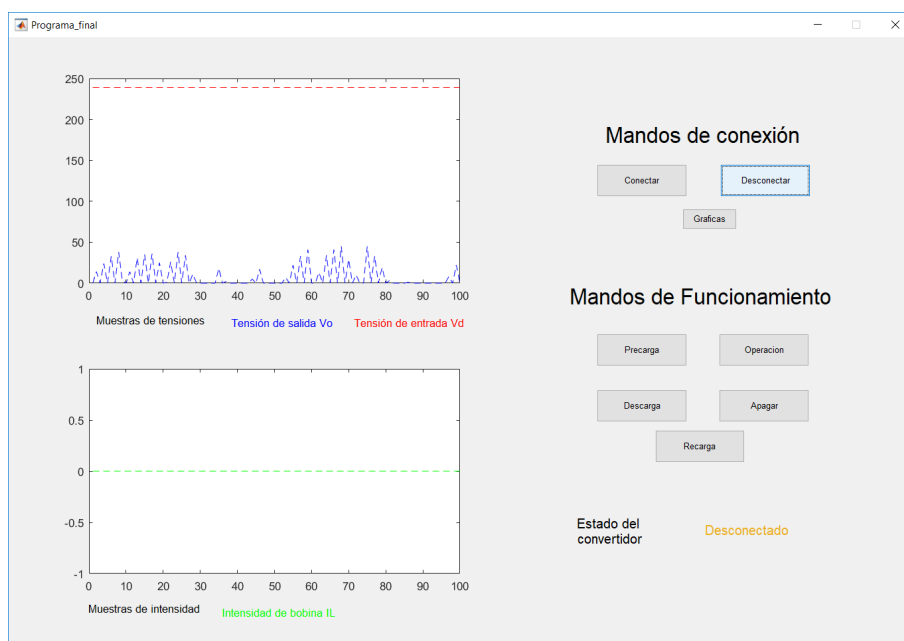 Programa_final
250
200
150
100
50
0
0 10 20 30 40 50 60 70 80 90 100
Muestras de tensiones Tensión de salida Vo Tensión de entrada Vd
1
0.5
0
-0.5
-1
0 10 20 30 40 50 60 70 80 90 100
Muestras de intensidad Intensidad de bobina IL
Mandos de conexión
Conectar Desconectar
Graficas
Mandos de Funcionamiento
Precarga Operacion
Descarga Apagar
Recarga
Estado del
convertidor
Desconectado